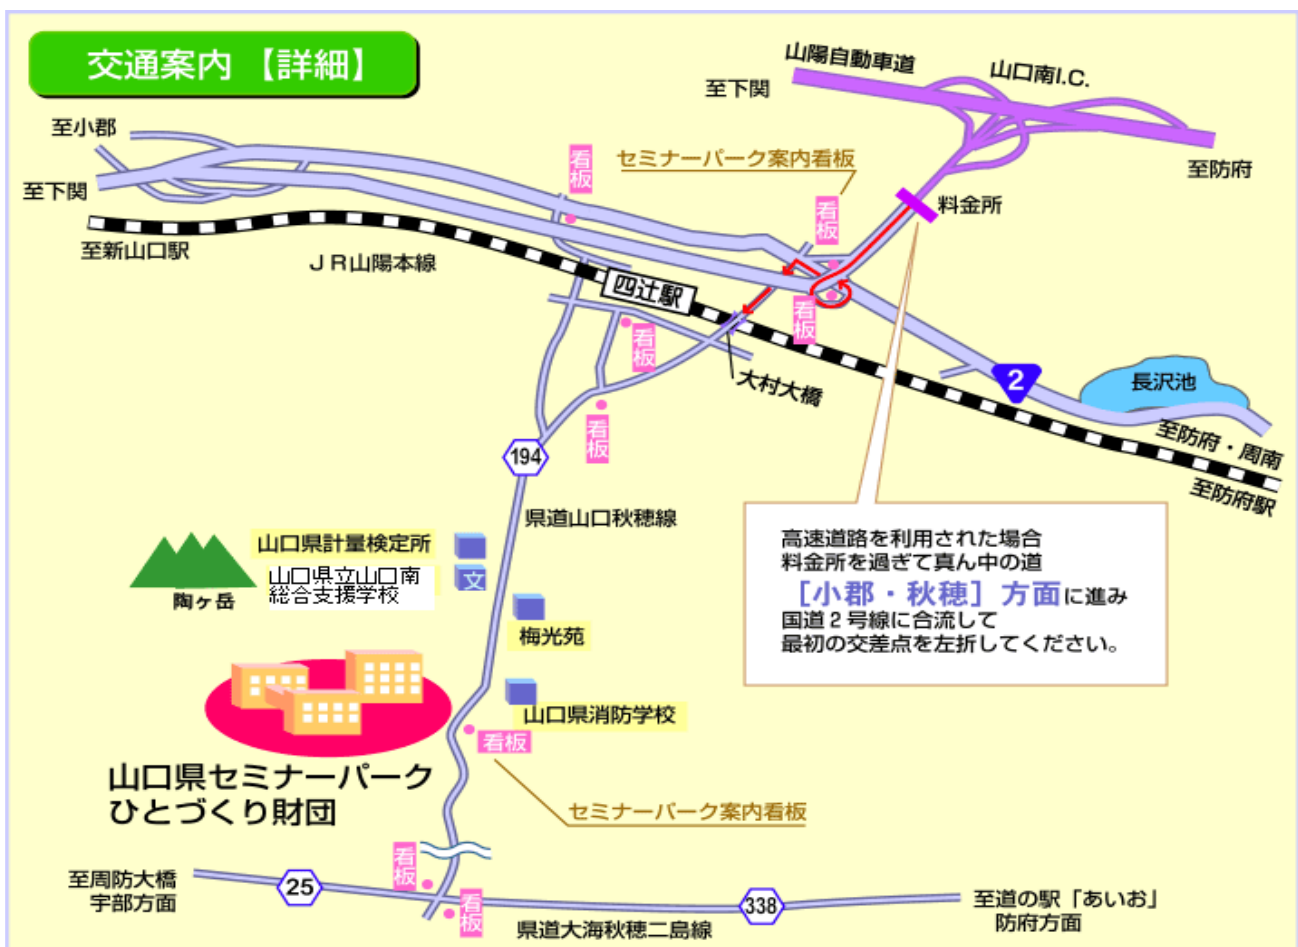 交通案内 【詳細】
山陽自動車道
山口南I.C.
至下関
至小郡
至防府
セミナーパーク案内看板
看板
至下関
看板
料金所
至新山口駅
JR山陽本線
四辻駅
看板
看板
大村大橋
2
長沢池
看板
至防府・周南
至防府駅
194
県道山口秋穂線
高速道路を利用された場合
料金所を過ぎて真ん中の道
[小郡・秋穂] 方面に進み
国道2号線に合流して
最初の交差点を左折してください。
山口県計量検定所
文
山口県立山口南
総合支援学校
陶ヶ岳
梅光苑
山口県消防学校
看板
山口県セミナーパーク
ひとづくり財団
セミナーパーク案内看板
看板
至周防大橋
宇部方面
25
看板
338
県道大海秋穂二島線
至道の駅「あいお」
防府方面